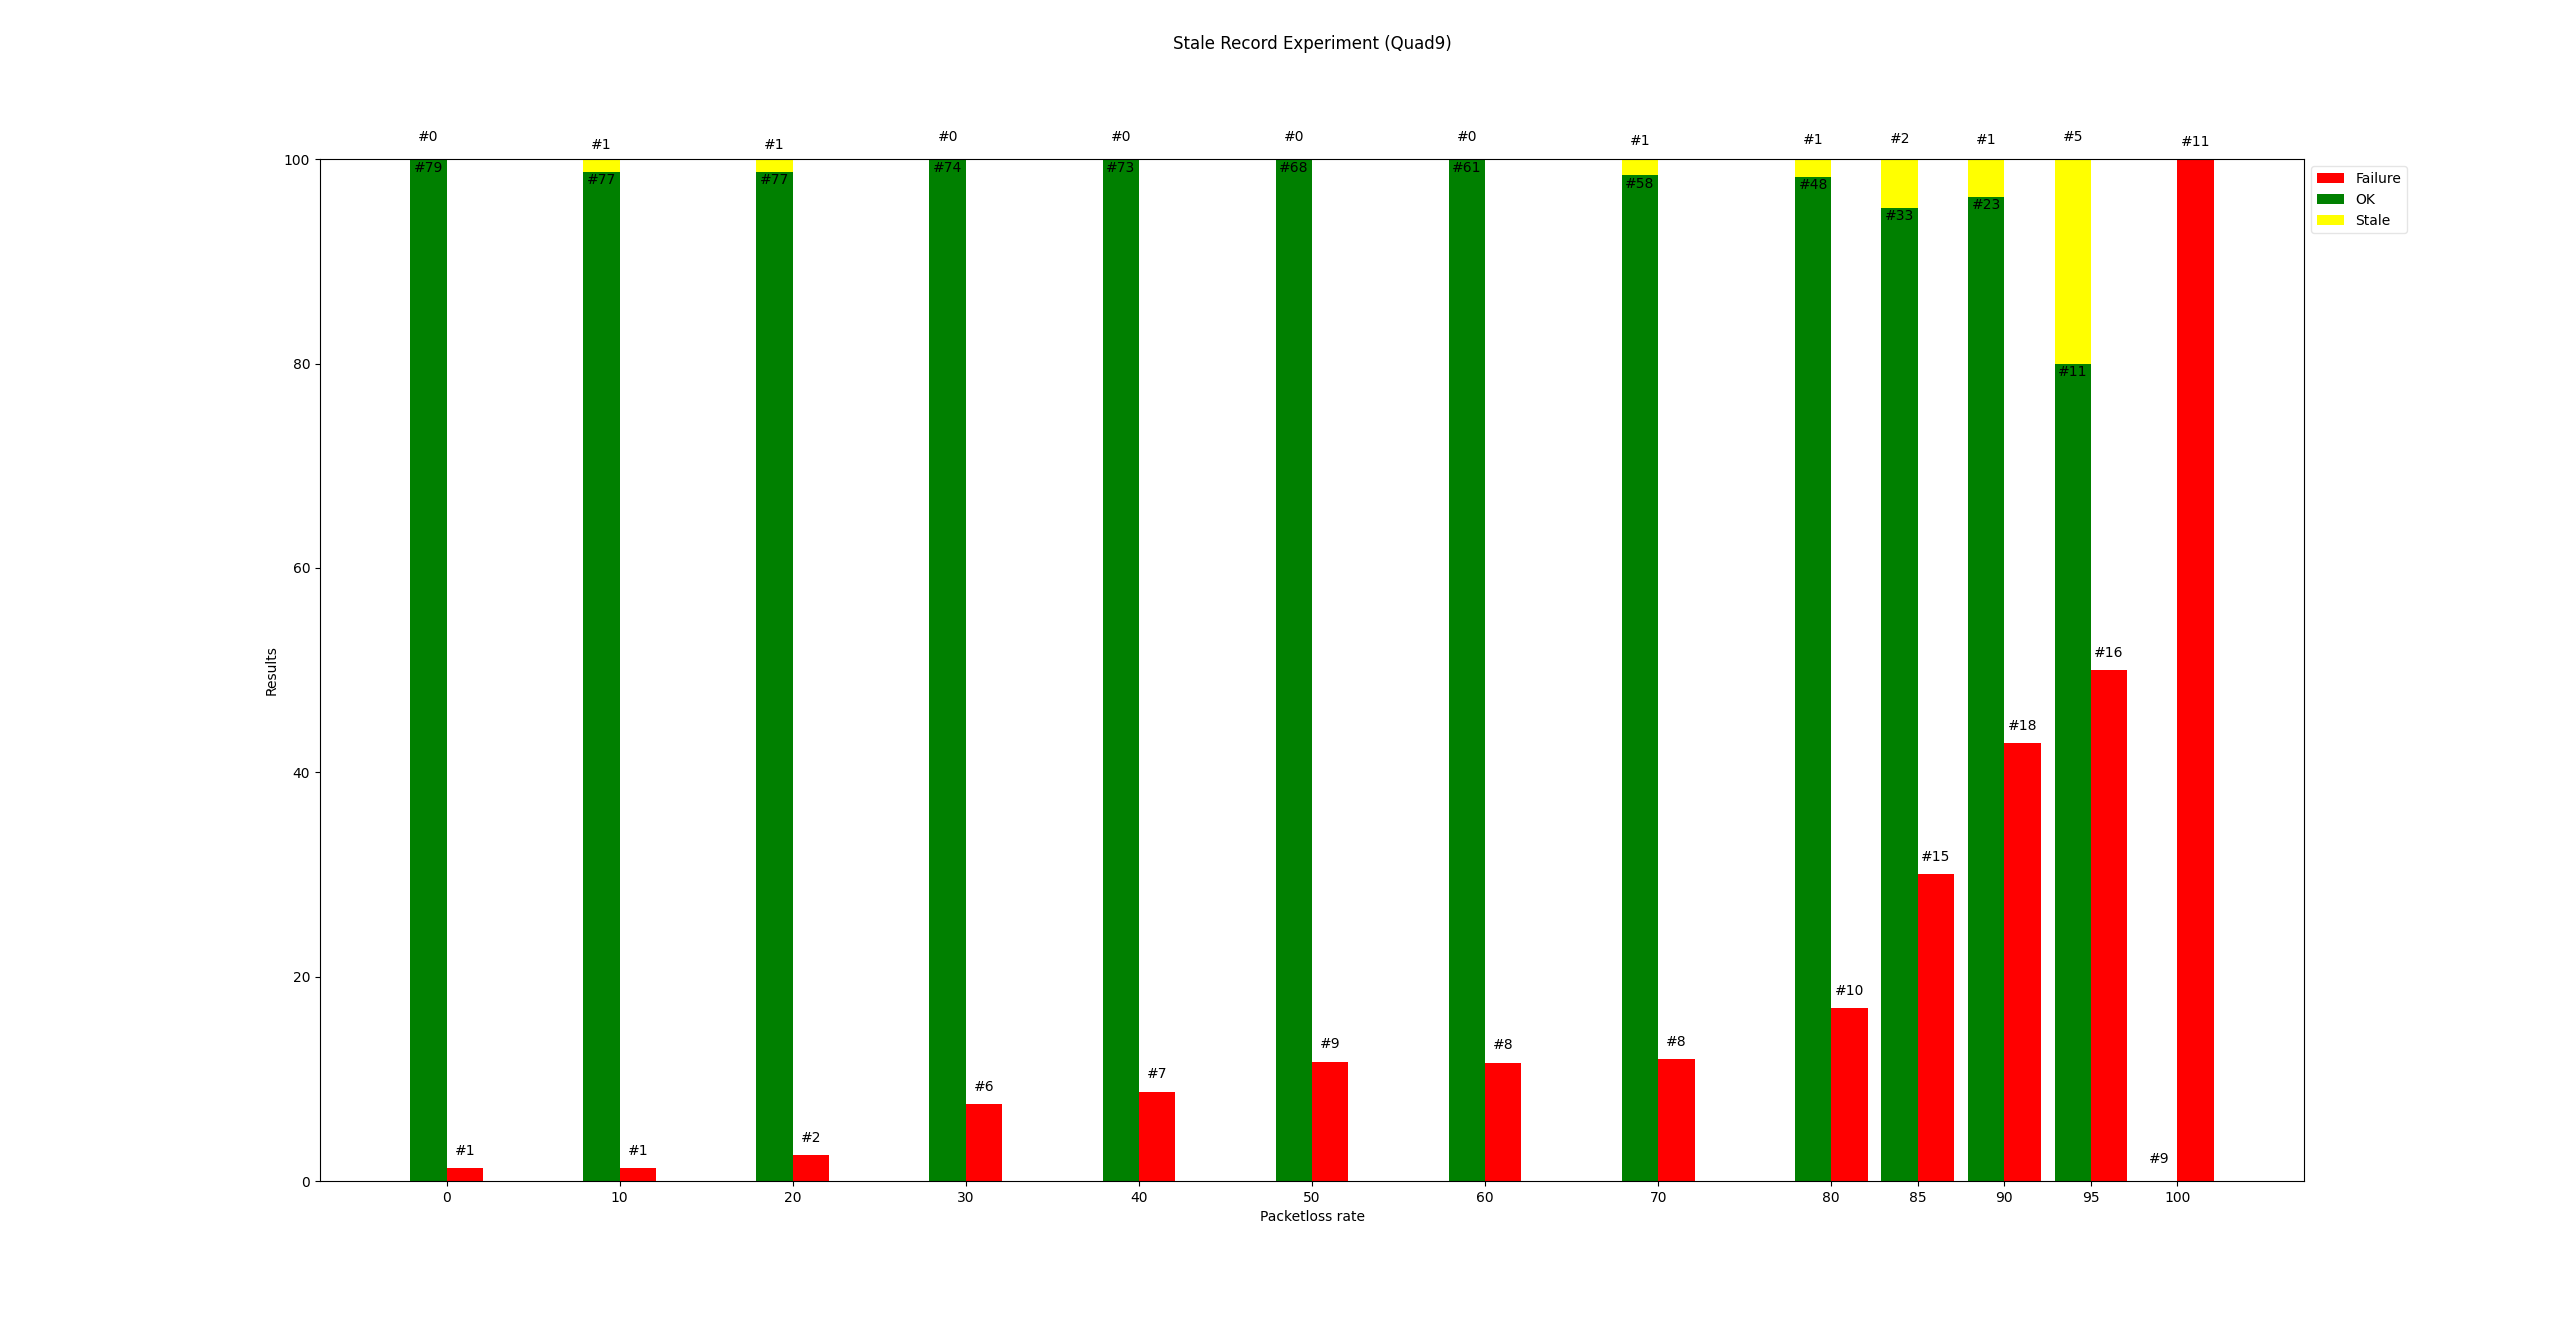 Stale Record Experiment (Quad9)
#0 #1 #1 #0 #0 #0 #0 #1 #1 #2 #1 #5 #11
#79 #77 #77 #74 #73 #68 #61 #58 #48 #33 #23 #11
#1 #1 #2 #6 #7 #9 #8 #8 #10 #15 #18 #16 #9
100
80
60
40
20
0
Results
0 10 20 30 40 50 60 70 80 85 90 95 100
Packetloss rate
Failure
OK
Stale